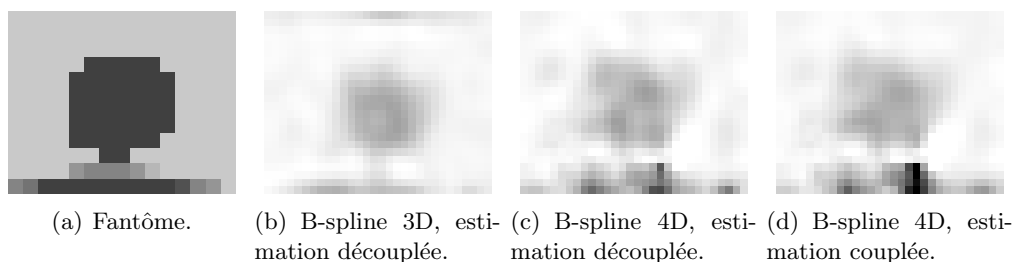 (a) Fantôme.
(b) B-spline 3D, esti-
mation découplée.
(c) B-spline 4D, esti-
mation découplée.
(d) B-spline 4D, esti-
mation couplée.